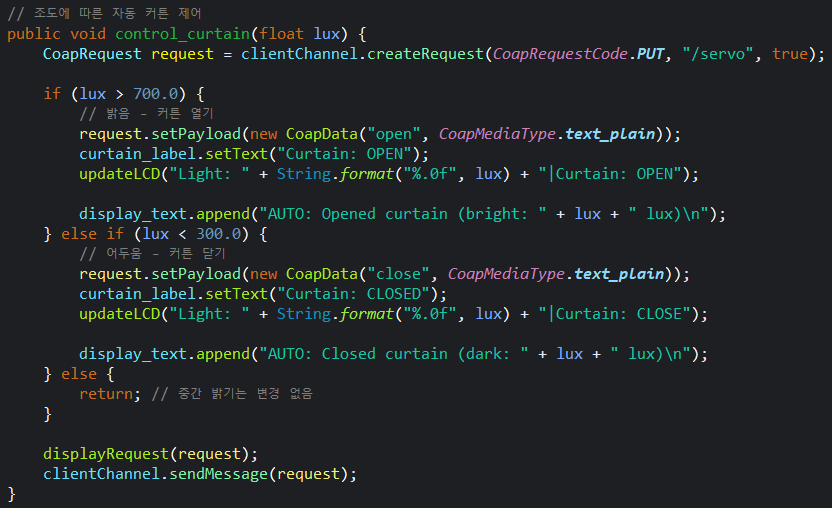 // 조도에 따른 자동 커튼 제어
public void control_curtain(float lux) {
    CoapRequest request = clientChannel.createRequest(CoapRequestCode.PUT, "/servo", true);

    if (lux > 700.0) {
        // 밝음 - 커튼 열기
        request.setPayload(new CoapData("open", CoapMediaType.text_plain));
        curtain_label.setText("Curtain: OPEN");
        updateLCD("Light: " + String.format("%.0f", lux) + "|Curtain: OPEN");

        display_text.append("AUTO: Opened curtain (bright: " + lux + " lux)\n");
    } else if (lux < 300.0) {
        // 어두움 - 커튼 닫기
        request.setPayload(new CoapData("close", CoapMediaType.text_plain));
        curtain_label.setText("Curtain: CLOSED");
        updateLCD("Light: " + String.format("%.0f", lux) + "|Curtain: CLOSE");

        display_text.append("AUTO: Closed curtain (dark: " + lux + " lux)\n");
    } else {
        return; // 중간 밝기는 변경 없음
    }

    displayRequest(request);
    clientChannel.sendMessage(request);
}